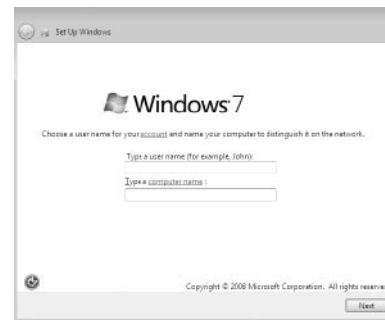 Set Up Windows
Windows 7
Choose a user name for your account and name your computer to distinguish it on the network.
Type a user name (for example, John):
Type a computer name :
Copyright © 2008 Microsoft Corporation. All rights reserve
Next